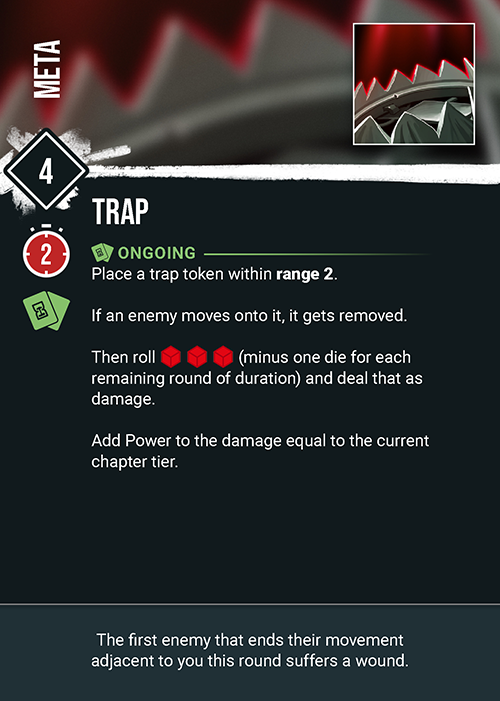 META
4
TRAP
2
ONGOING
Place a trap token within range 2.
If an enemy moves onto it, it gets removed.
Then roll (minus one die for each
remaining round of duration) and deal that as
damage.
Add Power to the damage equal to the current
chapter tier.
The first enemy that ends their movement
adjacent to you this round suffers a wound.